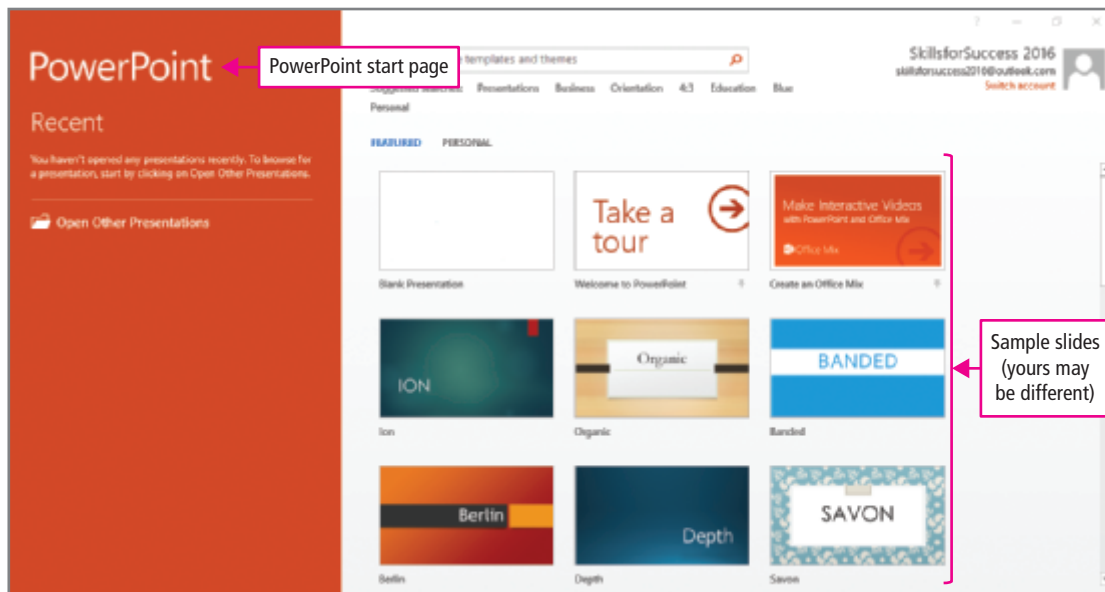 PowerPoint
PowerPoint start page
Recent
You haven't opened any presentations recently. To browse for
a presentation, start by clicking on Open Other Presentations.
Open Other Presentations
templates and themes
SkillsforSuccess 2016
skillsforsuccess2016@outlook.com
Switch account
Suggested searches: Presentations Business Orientation 4:3 Education Blue
Personal
FEATURED PERSONAL
Take a
tour
Make Interactive Videos
with PowerPoint and Office Mix
Office Mix
Blank Presentation
Welcome to PowerPoint
Create an Office Mix
ION
Organic
BANDED
Sample slides
(yours may
be different)
Ion
Organic
Banded
Berlin
Depth
SAVON
Berlin
Depth
Savon